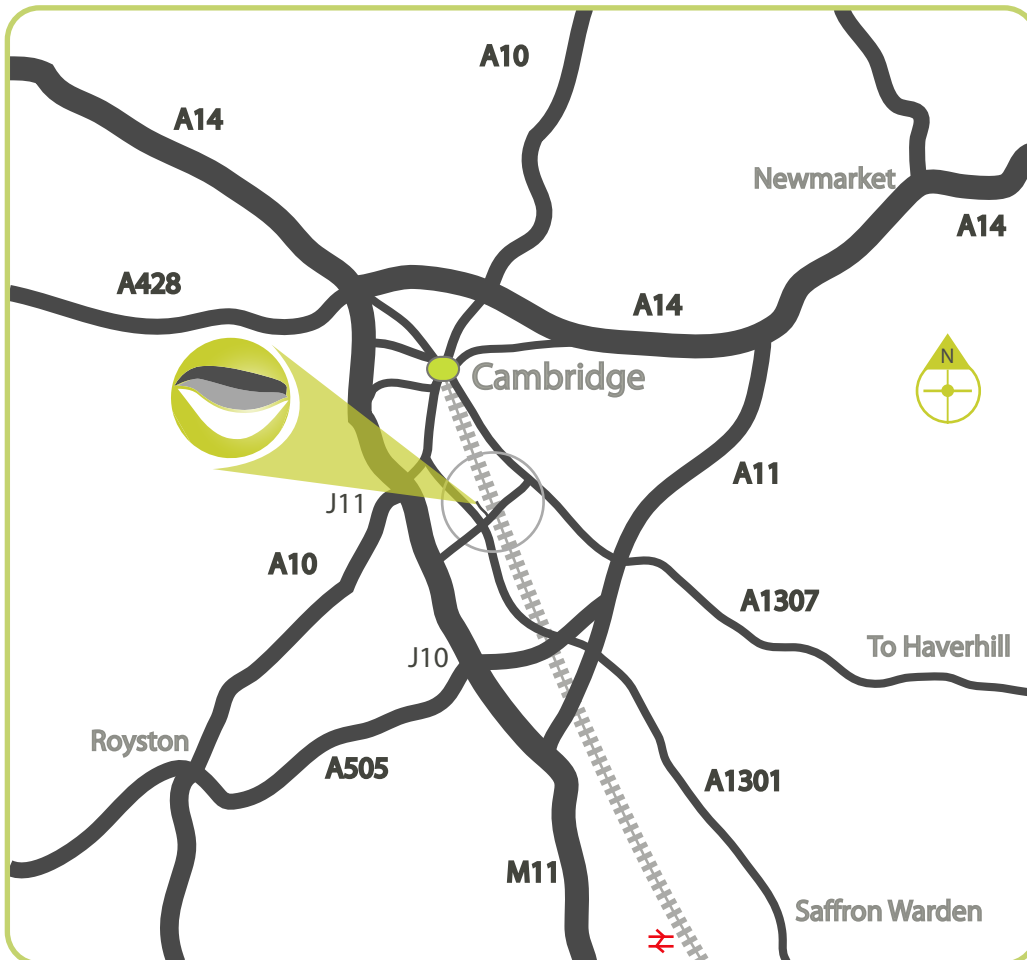 A10
A14
Newmarket
A14
A428
A14
N
Cambridge
A11
J11
A10
A1307
To Haverhill
J10
Royston
A505
A1301
M11
Saffron Warden